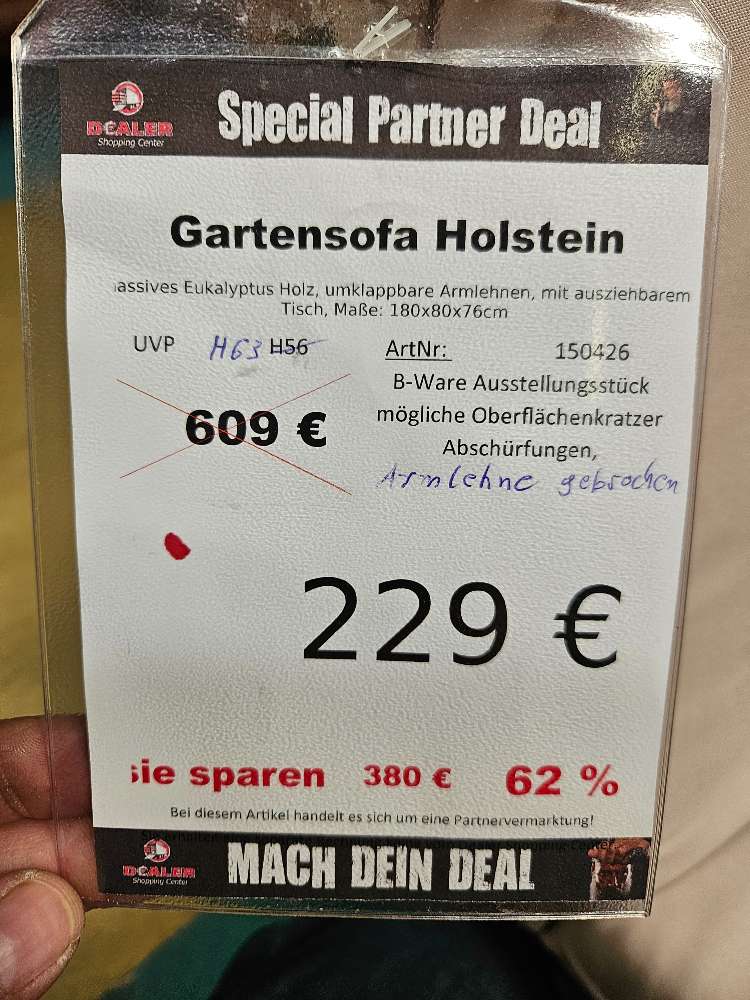 DEALER
Shopping Center
Special Partner Deal
Gartensofa Holstein
assives Eukalyptus Holz, umklappbare Armlehnen, mit ausziehbarem
Tisch, Maße: 180x80x76cm
UVP H63 H56
609 €
ArtNr: 150426
B-Ware Ausstellungsstück
mögliche Oberflächenkratzer
Abschürfungen,
Armlehne gebrochen
229 €
sie sparen 380 € 62 %
Bei diesem Artikel handelt es sich um eine Partnervermarktung!
DEALER
Shopping Center
MACH DEIN DEAL